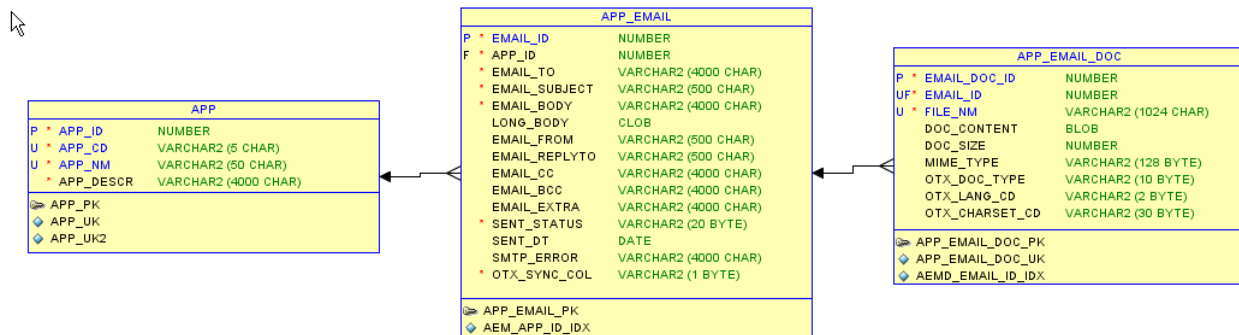 APP
P * APP_ID NUMBER
U * APP_CD VARCHAR2 (5 CHAR)
U * APP_NM VARCHAR2 (50 CHAR)
* APP_DESCR VARCHAR2 (4000 CHAR)
APP_PK
APP_UK
APP_UK2
APP_EMAIL
P * EMAIL_ID NUMBER
F * APP_ID NUMBER
* EMAIL_TO VARCHAR2 (4000 CHAR)
* EMAIL_SUBJECT VARCHAR2 (500 CHAR)
* EMAIL_BODY VARCHAR2 (4000 CHAR)
LONG_BODY CLOB
EMAIL_FROM VARCHAR2 (500 CHAR)
EMAIL_REPLYTO VARCHAR2 (500 CHAR)
EMAIL_CC VARCHAR2 (4000 CHAR)
EMAIL_BCC VARCHAR2 (4000 CHAR)
EMAIL_EXTRA VARCHAR2 (4000 CHAR)
* SENT_STATUS VARCHAR2 (20 BYTE)
SENT_DT DATE
SMTP_ERROR VARCHAR2 (4000 CHAR)
* OTX_SYNC_COL VARCHAR2 (1 BYTE)
APP_EMAIL_PK
AEM_APP_ID_IDX
APP_EMAIL_DOC
P * EMAIL_DOC_ID NUMBER
UF* EMAIL_ID NUMBER
U * FILE_NM VARCHAR2 (1024 CHAR)
DOC_CONTENT BLOB
DOC_SIZE NUMBER
MIME_TYPE VARCHAR2 (128 BYTE)
OTX_DOC_TYPE VARCHAR2 (10 BYTE)
OTX_LANG_CD VARCHAR2 (2 BYTE)
OTX_CHARSET_CD VARCHAR2 (30 BYTE)
APP_EMAIL_DOC_PK
APP_EMAIL_DOC_UK
AEMD_EMAIL_ID_IDX